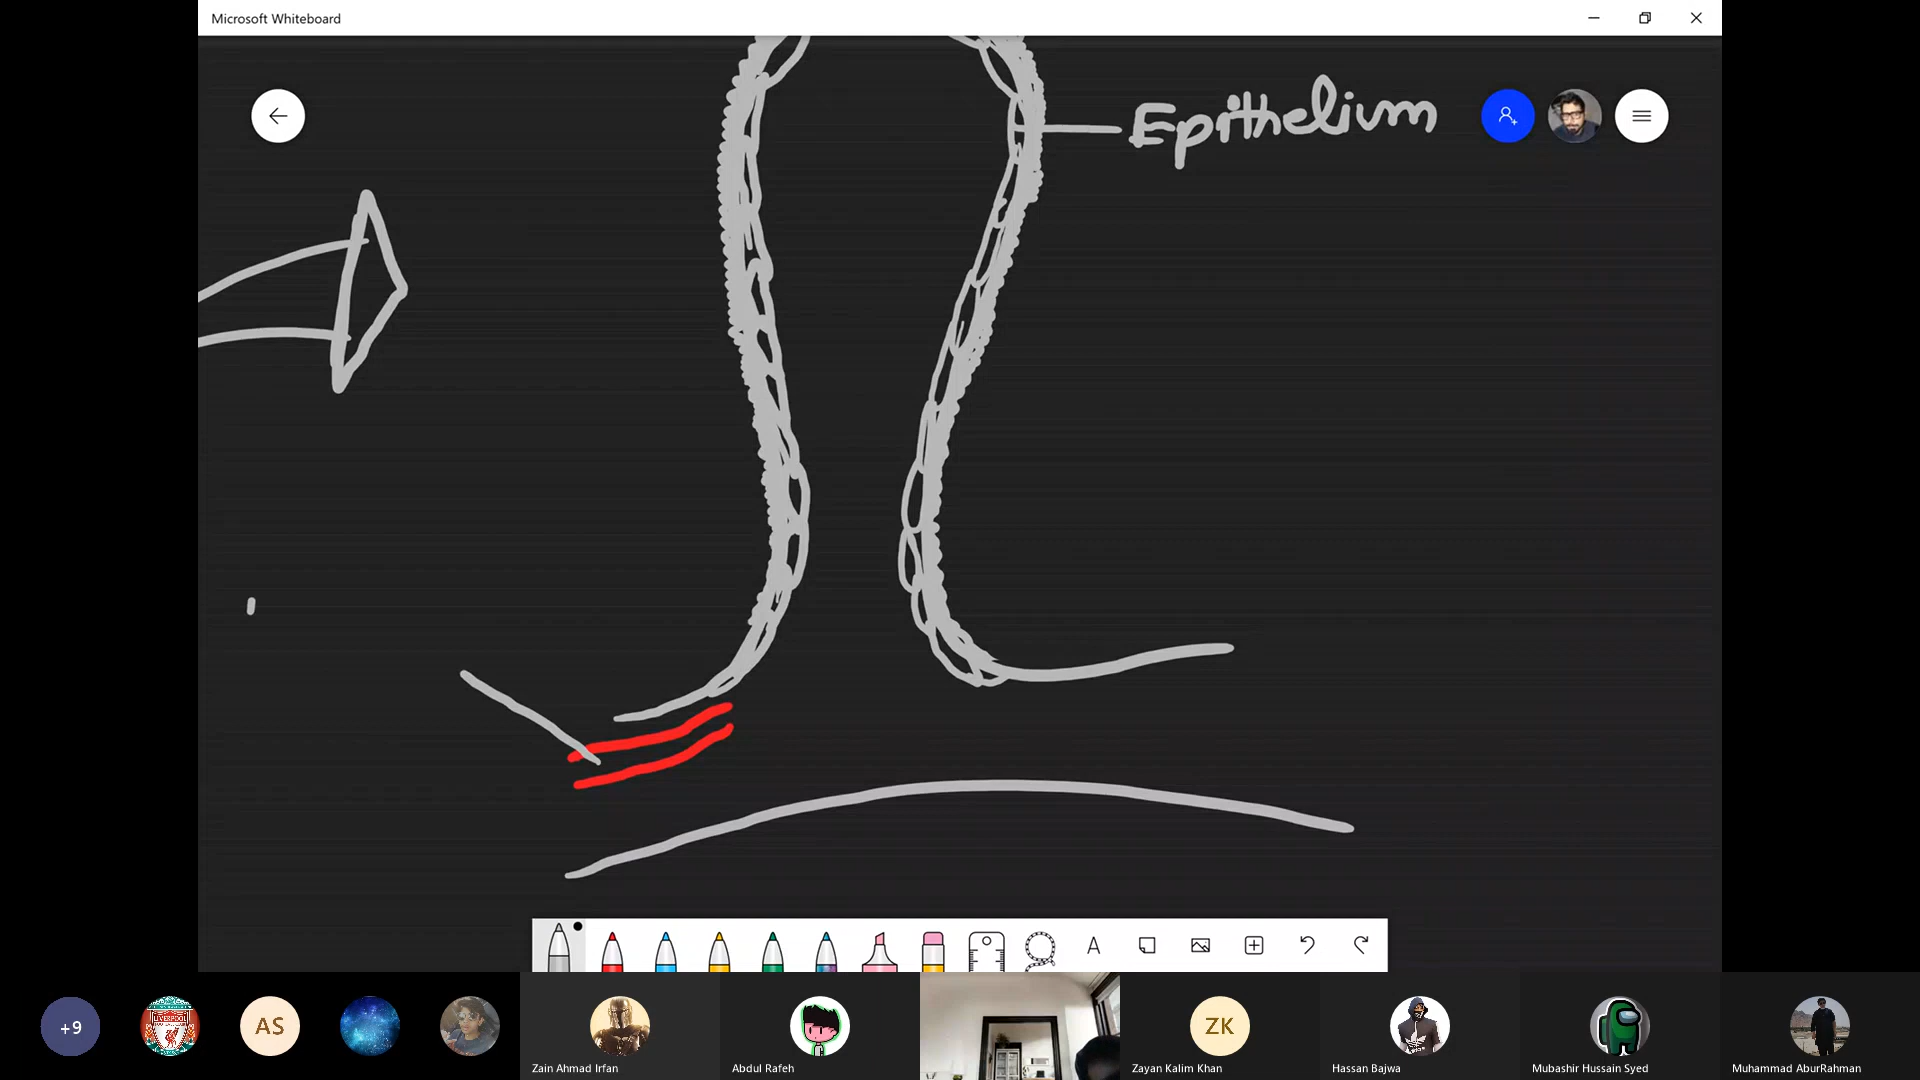 Microsoft Whiteboard
Epithelium
+9
LIVERPOOL
AS
ZK
Zain Ahmad Irfan
Abdul Rafeh
Zayan Kalim Khan
Hassan Bajwa
Mubashir Hussain Syed
Muhammad AburRahman